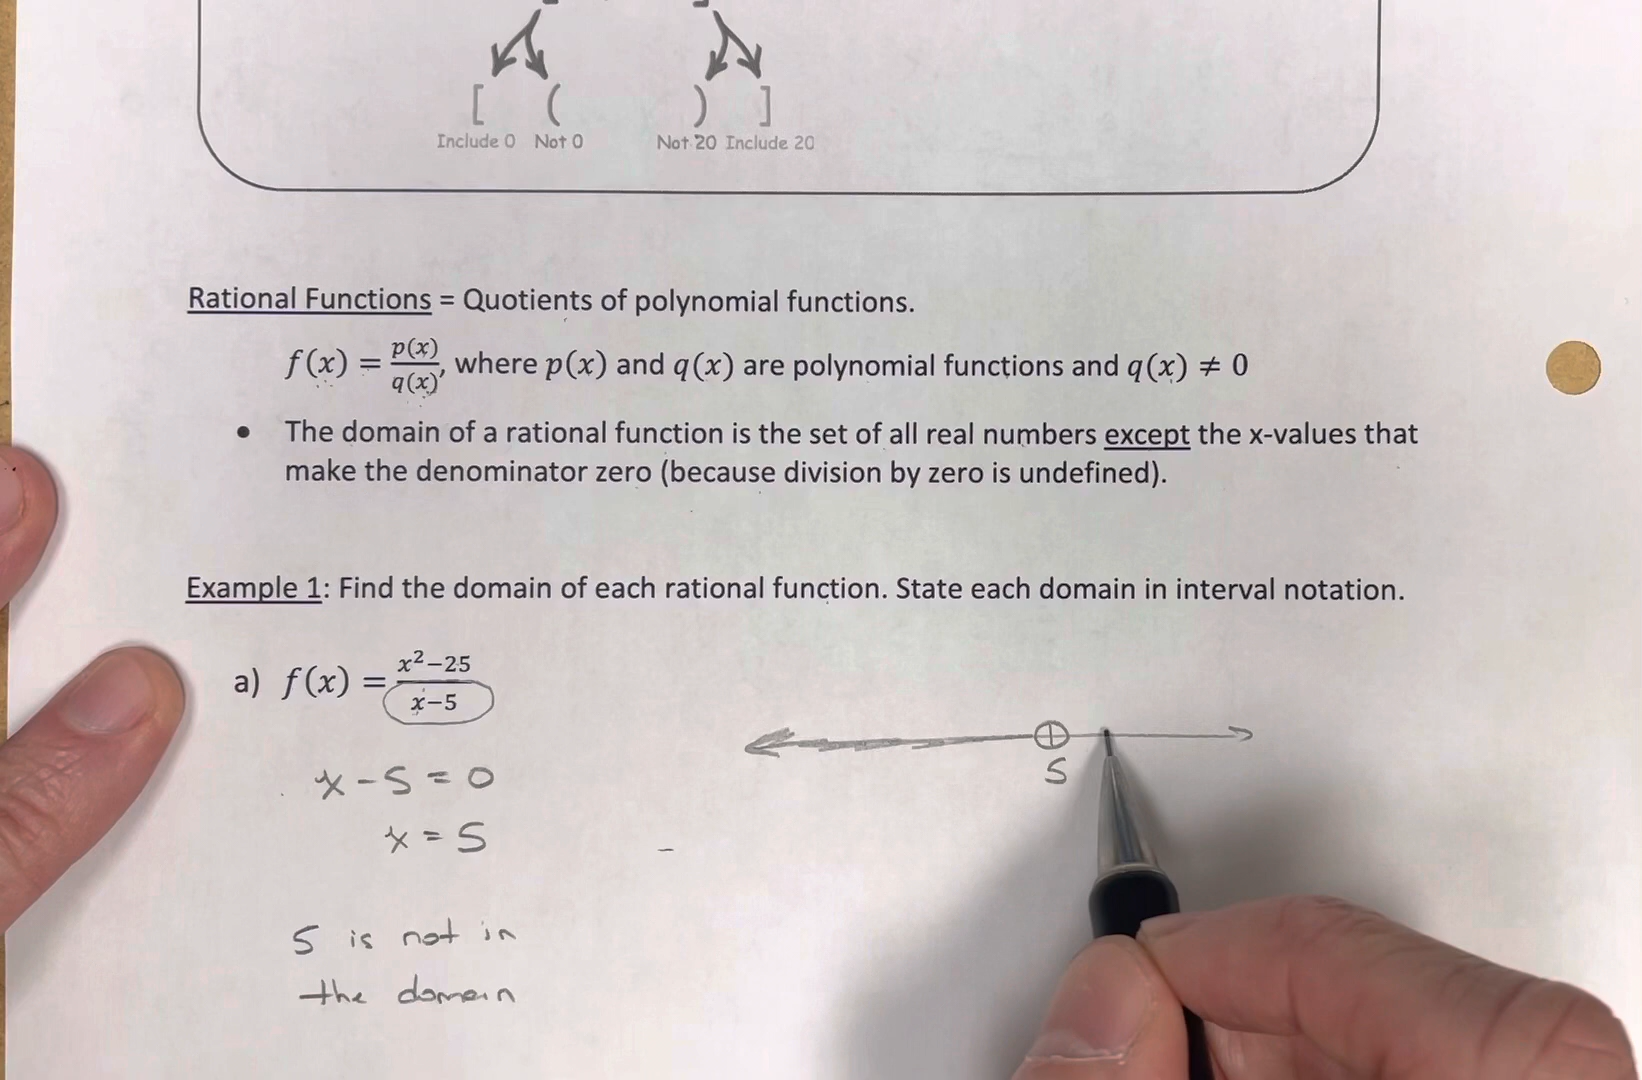 [ ( ) ]
Include 0 Not 0 Not 20 Include 20
Rational Functions = Quotients of polynomial functions.
f(x) = p(x)/q(x), where p(x) and q(x) are polynomial functions and q(x) ≠ 0
• The domain of a rational function is the set of all real numbers except the x-values that
make the denominator zero (because division by zero is undefined).
Example 1: Find the domain of each rational function. State each domain in interval notation.
a) f(x) = x²−25/x−5
x - 5 = 0
5
x = 5
5 is not in
the domain